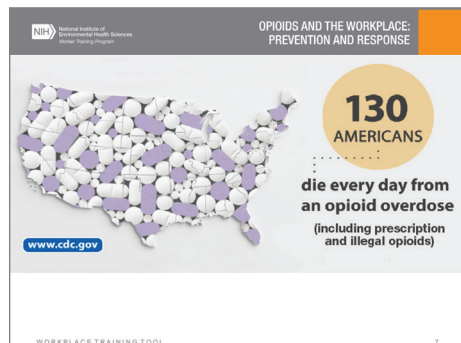 NIH
National Institute of
Environmental Health Sciences
Worker Training Program
OPIOIDS AND THE WORKPLACE:
PREVENTION AND RESPONSE
130
AMERICANS
die every day from
an opioid overdose
(including prescription
and illegal opioids)
www.cdc.gov
WORKPLACE TRAINING TOOL
7